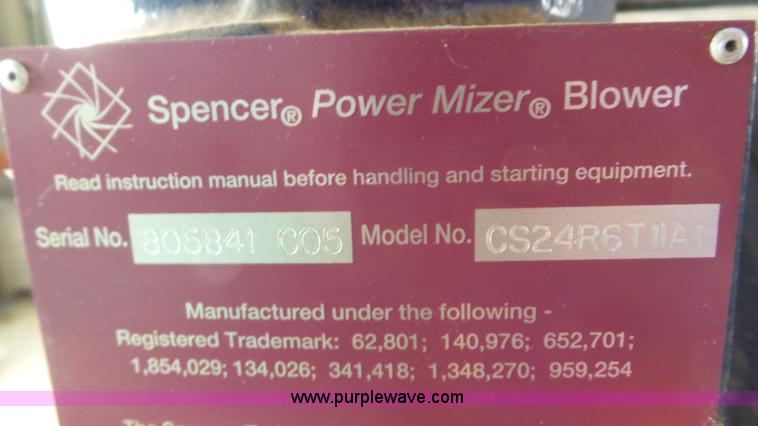 Spencer® Power Mizer® Blower
Read instruction manual before handling and starting equipment.
Serial No. 805841 C05 Model No. CS24R6T1IA1
Manufactured under the following -
Registered Trademark: 62,801; 140,976; 652,701;
1,854,029; 134,026; 341,418; 1,348,270; 959,254
www.purplewave.com